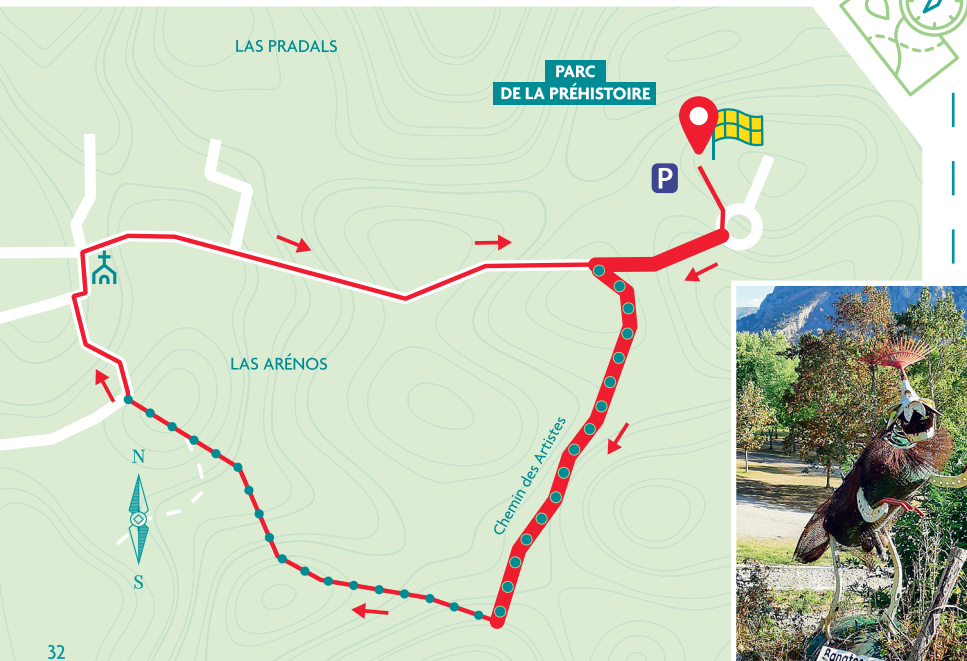 LAS PRADALS
PARC
DE LA PRÉHISTOIRE
P
LAS ARÉNOS
Chemin des Artistes
N
S
32